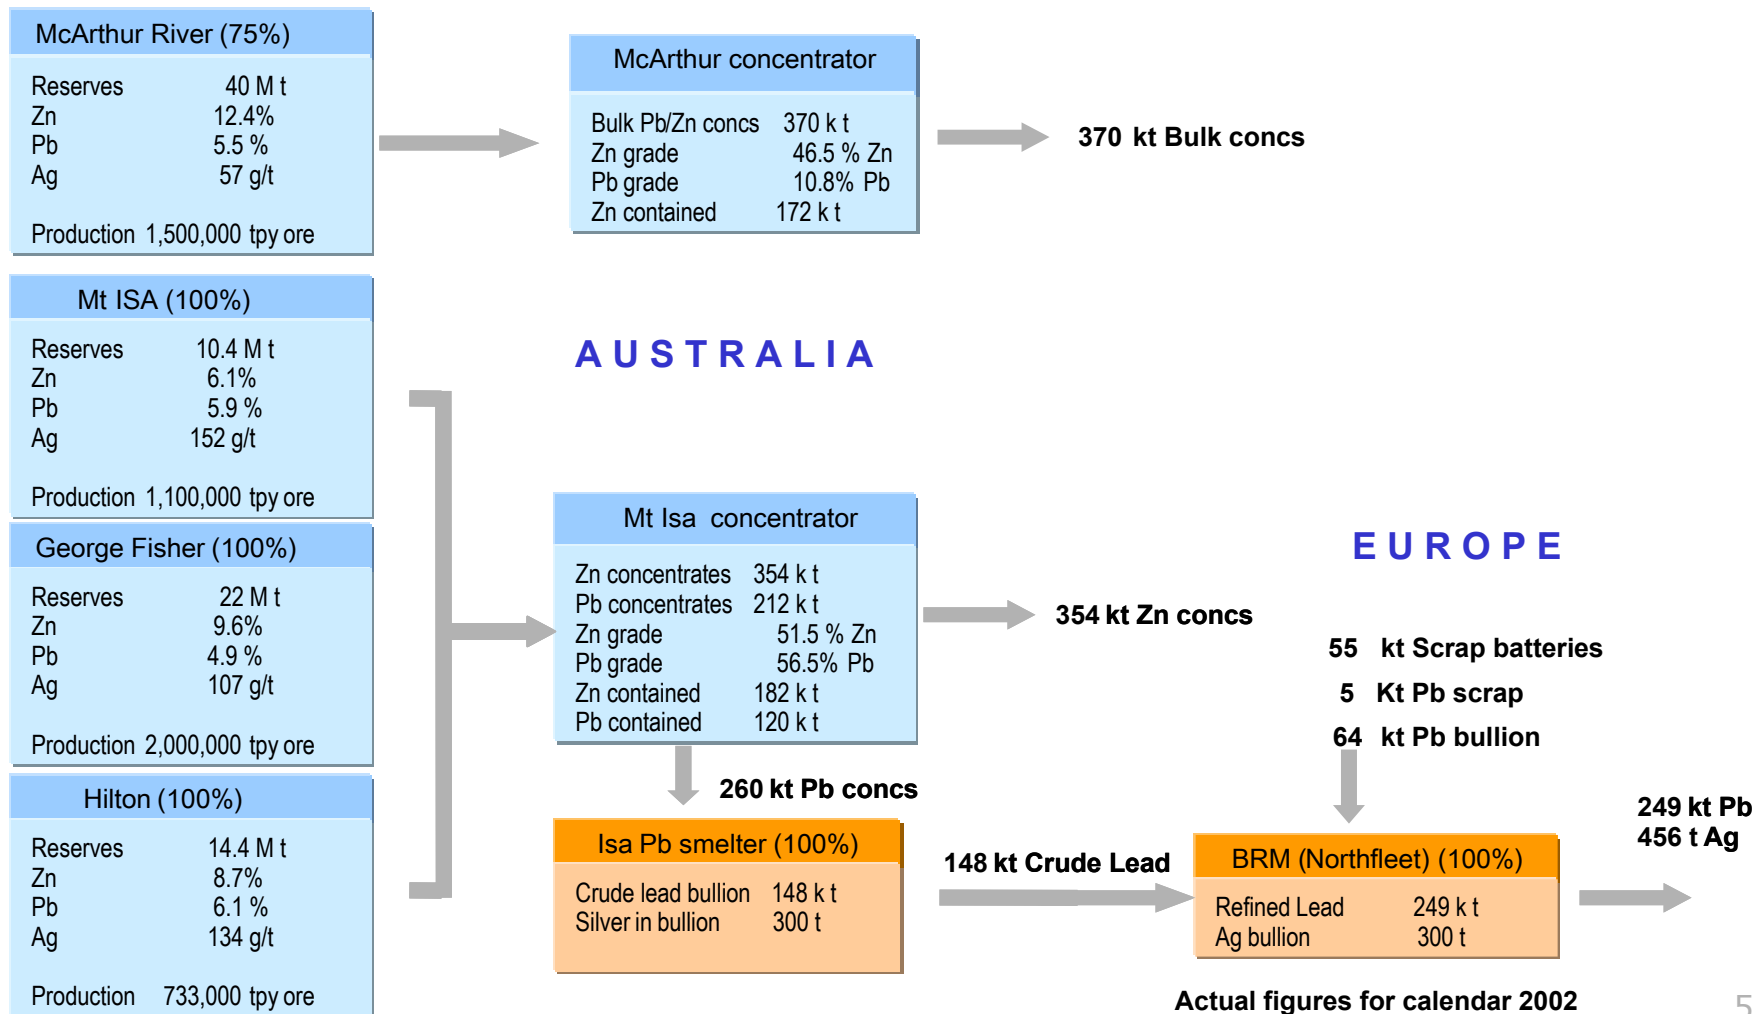 McArthur River (75%)
Reserves 40 M t
Zn 12.4%
Pb 5.5 %
Ag 57 g/t
Production 1,500,000 tpy ore
McArthur concentrator
Bulk Pb/Zn concs 370 k t
Zn grade 46.5 % Zn
Pb grade 10.8% Pb
Zn contained 172 k t
370 kt Bulk concs
Mt ISA (100%)
Reserves 10.4 M t
Zn 6.1%
Pb 5.9 %
Ag 152 g/t
Production 1,100,000 tpy ore
AUSTRALIA
George Fisher (100%)
Reserves 22 M t
Zn 9.6%
Pb 4.9 %
Ag 107 g/t
Production 2,000,000 tpy ore
Mt Isa concentrator
Zn concentrates 354 k t
Pb concentrates 212 k t
Zn grade 51.5 % Zn
Pb grade 56.5% Pb
Zn contained 182 k t
Pb contained 120 k t
354 kt Zn concs
EUROPE
55 kt Scrap batteries
5 Kt Pb scrap
64 kt Pb bullion
Hilton (100%)
Reserves 14.4 M t
Zn 8.7%
Pb 6.1 %
Ag 134 g/t
Production 733,000 tpy ore
260 kt Pb concs
Isa Pb smelter (100%)
Crude lead bullion 148 k t
Silver in bullion 300 t
148 kt Crude Lead
BRM (Northfleet) (100%)
Refined Lead 249 k t
Ag bullion 300 t
249 kt Pb
456 t Ag
Actual figures for calendar 2002
5